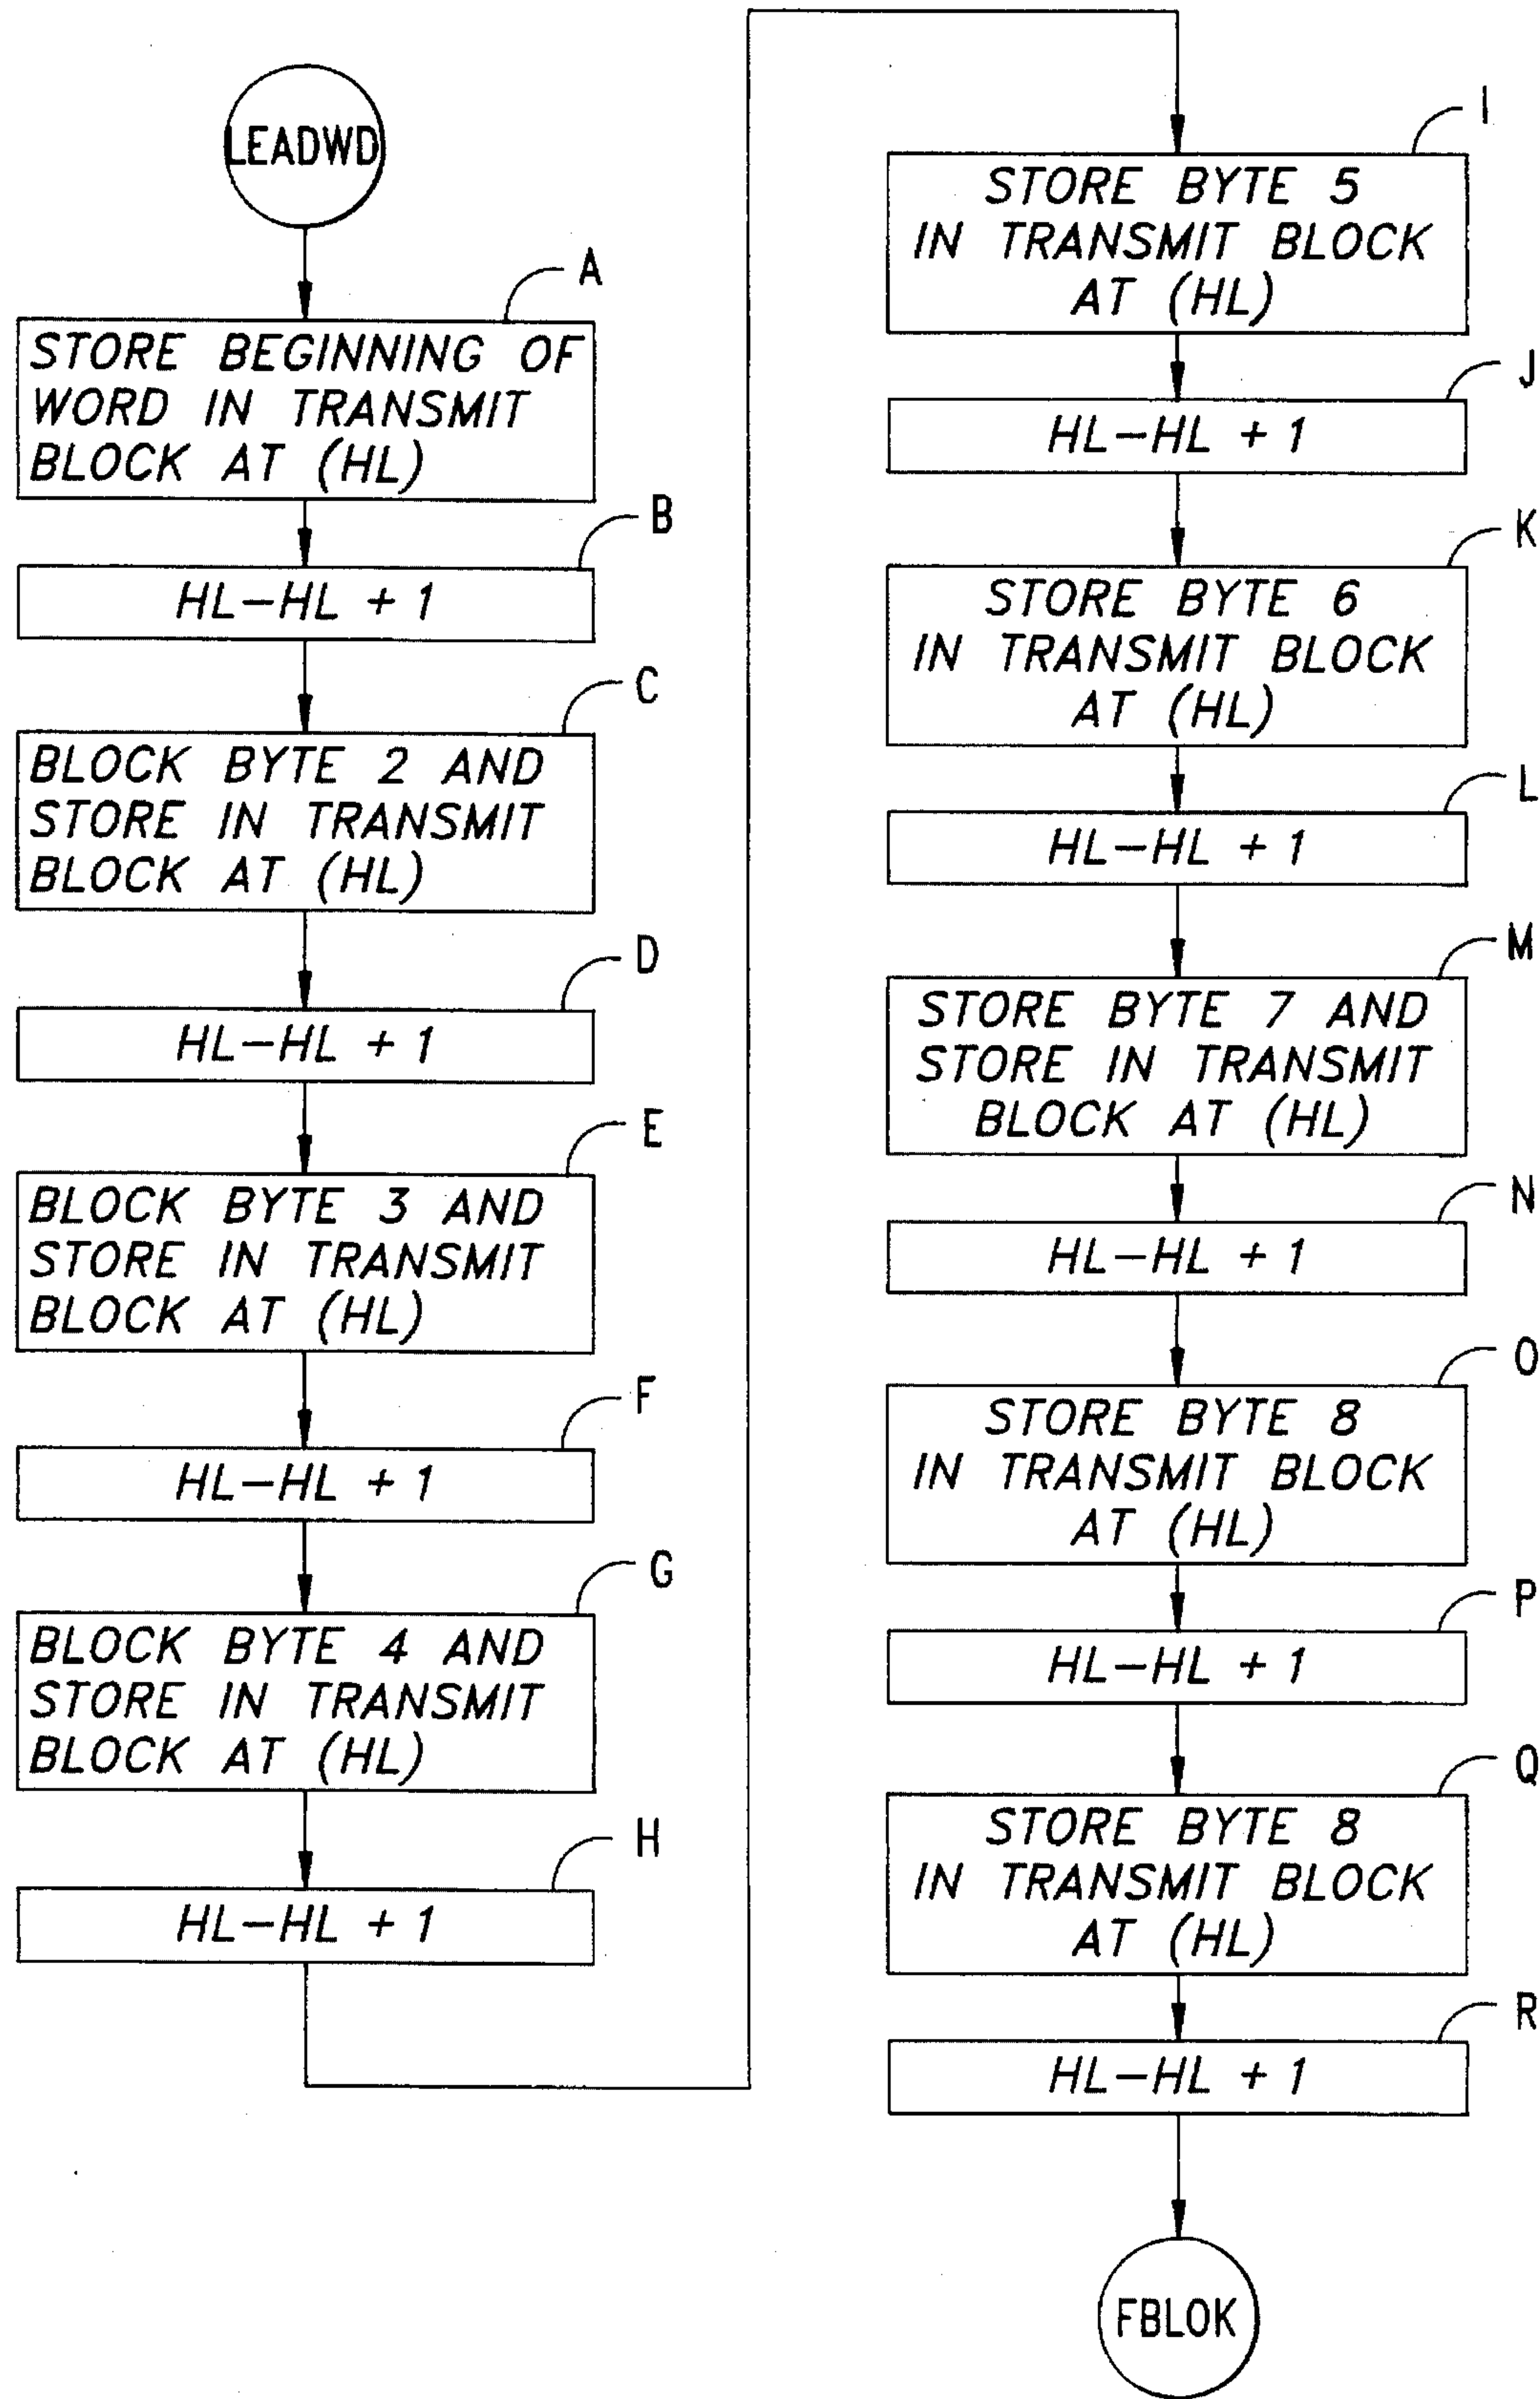 LEADWD
A
STORE BEGINNING OF
WORD IN TRANSMIT
BLOCK AT (HL)
B
HL-HL + 1
C
BLOCK BYTE 2 AND
STORE IN TRANSMIT
BLOCK AT (HL)
D
HL-HL + 1
E
BLOCK BYTE 3 AND
STORE IN TRANSMIT
BLOCK AT (HL)
F
HL-HL + 1
G
BLOCK BYTE 4 AND
STORE IN TRANSMIT
BLOCK AT (HL)
H
HL-HL + 1
I
STORE BYTE 5
IN TRANSMIT BLOCK
AT (HL)
J
HL-HL + 1
K
STORE BYTE 6
IN TRANSMIT BLOCK
AT (HL)
L
HL-HL + 1
M
STORE BYTE 7 AND
STORE IN TRANSMIT
BLOCK AT (HL)
N
HL-HL + 1
O
STORE BYTE 8
IN TRANSMIT BLOCK
AT (HL)
P
HL-HL + 1
Q
STORE BYTE 8
IN TRANSMIT BLOCK
AT (HL)
R
HL-HL + 1
FBLOK